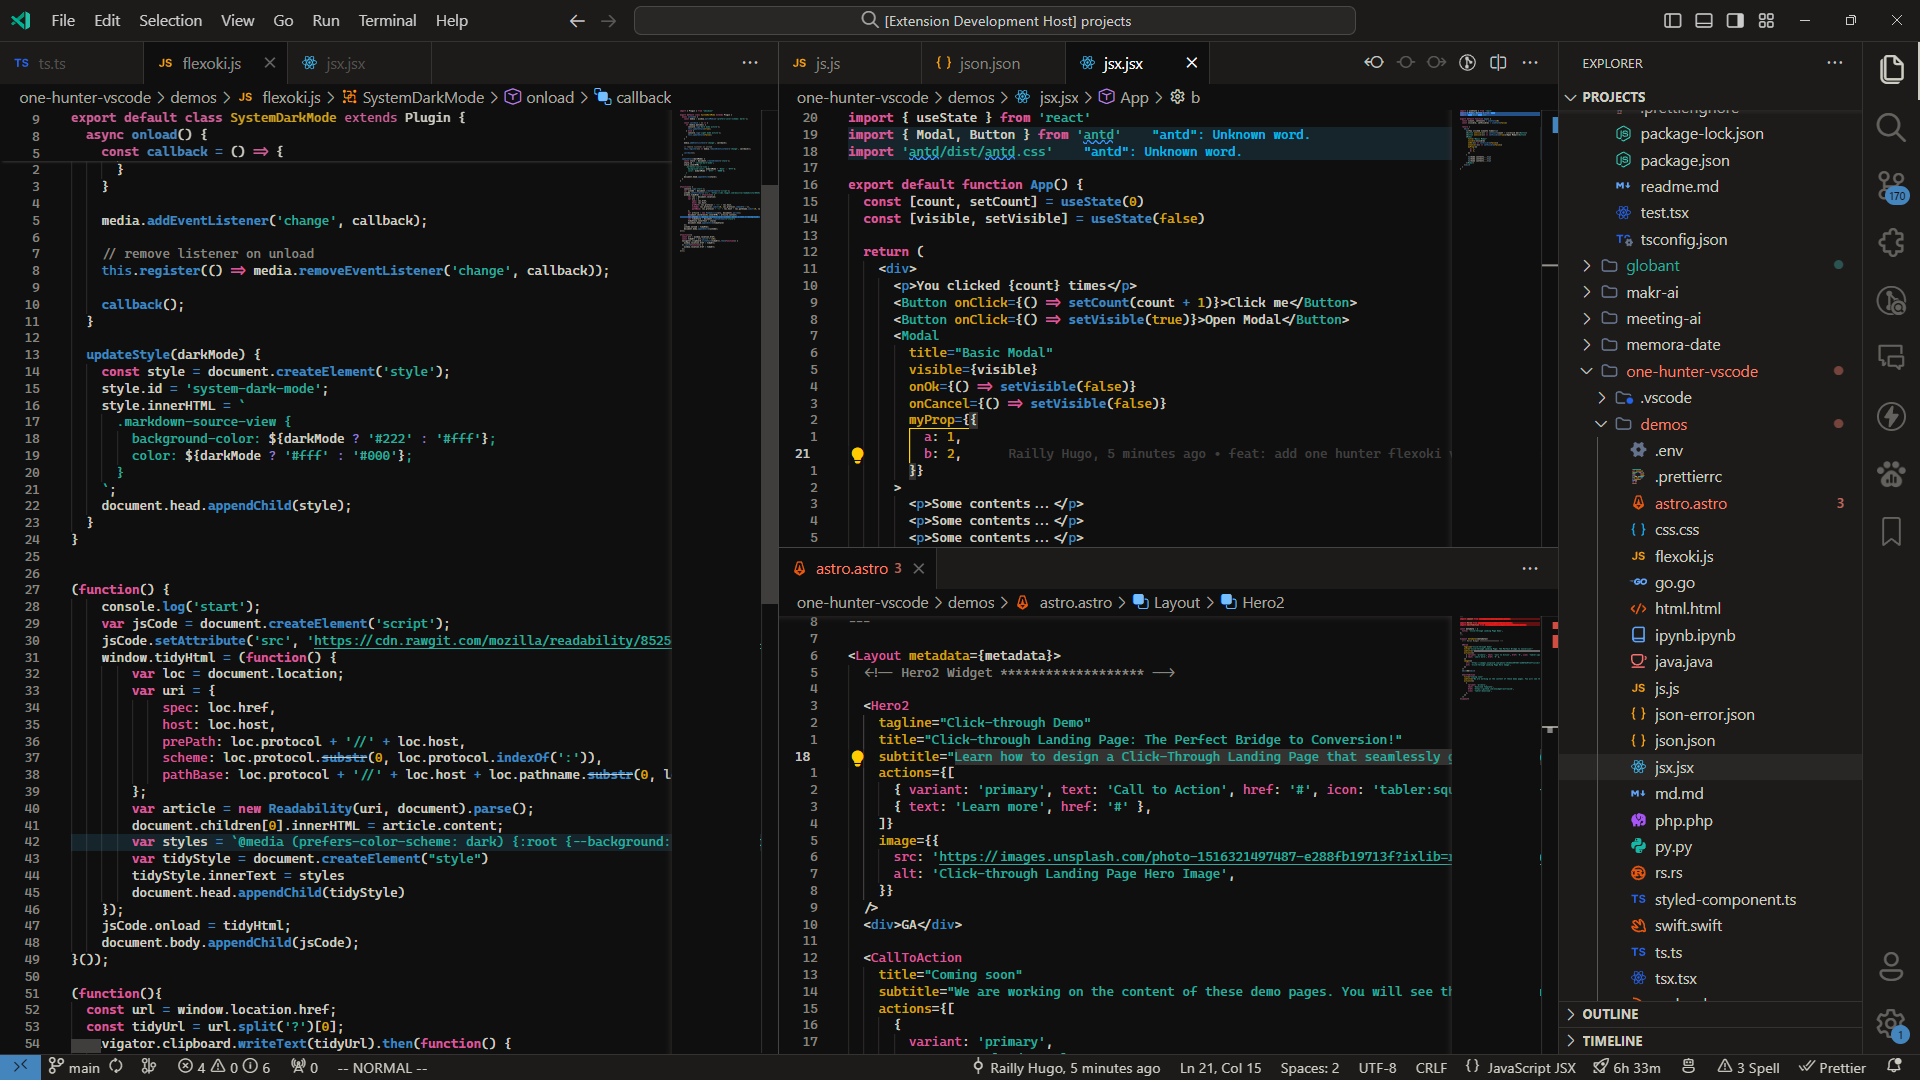 File Edit Selection View Go Run Terminal Help
[Extension Development Host] projects
TS ts.ts
JS flexoki.js
jsx.jsx
one-hunter-vscode > demos > JS flexoki.js > SystemDarkMode > onload > callback
9 export default class SystemDarkMode extends Plugin {
8 async onload() {
5 const callback = () => {
2 }
3 }
4
5 media.addEventListener('change', callback);
6
7 // remove listener on unload
8 this.register(() => media.removeEventListener('change', callback));
9
10 callback();
11 }
12
13 updateStyle(darkMode) {
14 const style = document.createElement('style');
15 style.id = 'system-dark-mode';
16 style.innerHTML = `
17 .markdown-source-view {
18 background-color: ${darkMode ? '#222' : '#fff'};
19 color: ${darkMode ? '#fff' : '#000'};
20 }
21 `;
22 document.head.appendChild(style);
23 }
24 }
25
26
27 (function() {
28 console.log('start');
29 var jsCode = document.createElement('script');
30 jsCode.setAttribute('src', 'https://cdn.rawgit.com/mozilla/readability/8525
31 window.tidyHtml = (function() {
32 var loc = document.location;
33 var uri = {
34 spec: loc.href,
35 host: loc.host,
36 prePath: loc.protocol + '//' + loc.host,
37 scheme: loc.protocol.substr(0, loc.protocol.indexOf(':')),
38 pathBase: loc.protocol + '//' + loc.host + loc.pathname.substr(0, l
39 };
40 var article = new Readability(uri, document).parse();
41 document.children[0].innerHTML = article.content;
42 var styles = `@media (prefers-color-scheme: dark) {:root {--background:
43 var tidyStyle = document.createElement("style")
44 tidyStyle.innerText = styles
45 document.head.appendChild(tidyStyle)
46 });
47 jsCode.onload = tidyHtml;
48 document.body.appendChild(jsCode);
49 }());
50
51 (function(){
52 const url = window.location.href;
53 const tidyUrl = url.split('?')[0];
54 vigator.clipboard.writeText(tidyUrl).then(function() {
JS js.js
{ } json.json
jsx.jsx
one-hunter-vscode > demos > jsx.jsx > App > b
20 import { useState } from 'react'
19 import { Modal, Button } from 'antd' "antd": Unknown word.
18 import 'antd/dist/antd.css' "antd": Unknown word.
17
16 export default function App() {
15 const [count, setCount] = useState(0)
14 const [visible, setVisible] = useState(false)
13
12 return (
11 <div>
10 <p>You clicked {count} times</p>
9 <Button onClick={() => setCount(count + 1)}>Click me</Button>
8 <Button onClick={() => setVisible(true)}>Open Modal</Button>
7 <Modal
6 title="Basic Modal"
5 visible={visible}
4 onOk={() => setVisible(false)}
3 onCancel={() => setVisible(false)}
2 myProp={{
1 a: 1,
21 b: 2, Railly Hugo, 5 minutes ago • feat: add one hunter flexoki
1 }}
2 >
3 <p>Some contents...</p>
4 <p>Some contents...</p>
5 <p>Some contents...</p>
astro.astro 3
one-hunter-vscode > demos > astro.astro > Layout > Hero2
8 ---
7
6 <Layout metadata={metadata}>
5 <!-- Hero2 Widget ******************* -->
4
3 <Hero2
2 tagline="Click-through Demo"
1 title="Click-through Landing Page: The Perfect Bridge to Conversion!"
18 subtitle="Learn how to design a Click-Through Landing Page that seamlessly
1 actions={[
2 { variant: 'primary', text: 'Call to Action', href: '#', icon: 'tabler:squ
3 { text: 'Learn more', href: '#' },
4 ]}
5 image={{
6 src: 'https://images.unsplash.com/photo-1516321497487-e288fb19713f?ixlib=
7 alt: 'Click-through Landing Page Hero Image',
8 }}
9 />
10 <div>GA</div>
11
12 <CallToAction
13 title="Coming soon"
14 subtitle="We are working on the content of these demo pages. You will see th
15 actions={[
16 {
17 variant: 'primary',
EXPLORER
PROJECTS
package-lock.json
package.json
readme.md
test.tsx
tsconfig.json
globant
makr-ai
meeting-ai
memora-date
one-hunter-vscode
.vscode
demos
.env
.prettierrc
astro.astro 3
css.css
JS flexoki.js
go.go
html.html
ipynb.ipynb
java.java
JS js.js
{ } json-error.json
{ } json.json
jsx.jsx
md.md
php.php
py.py
rs.rs
TS styled-component.ts
swift.swift
TS ts.ts
tsx.tsx
OUTLINE
TIMELINE
170
1
main 4 0 6 0 -- NORMAL --
Railly Hugo, 5 minutes ago Ln 21, Col 15 Spaces: 2 UTF-8 CRLF { } JavaScript JSX 6h 33m 3 Spell Prettier